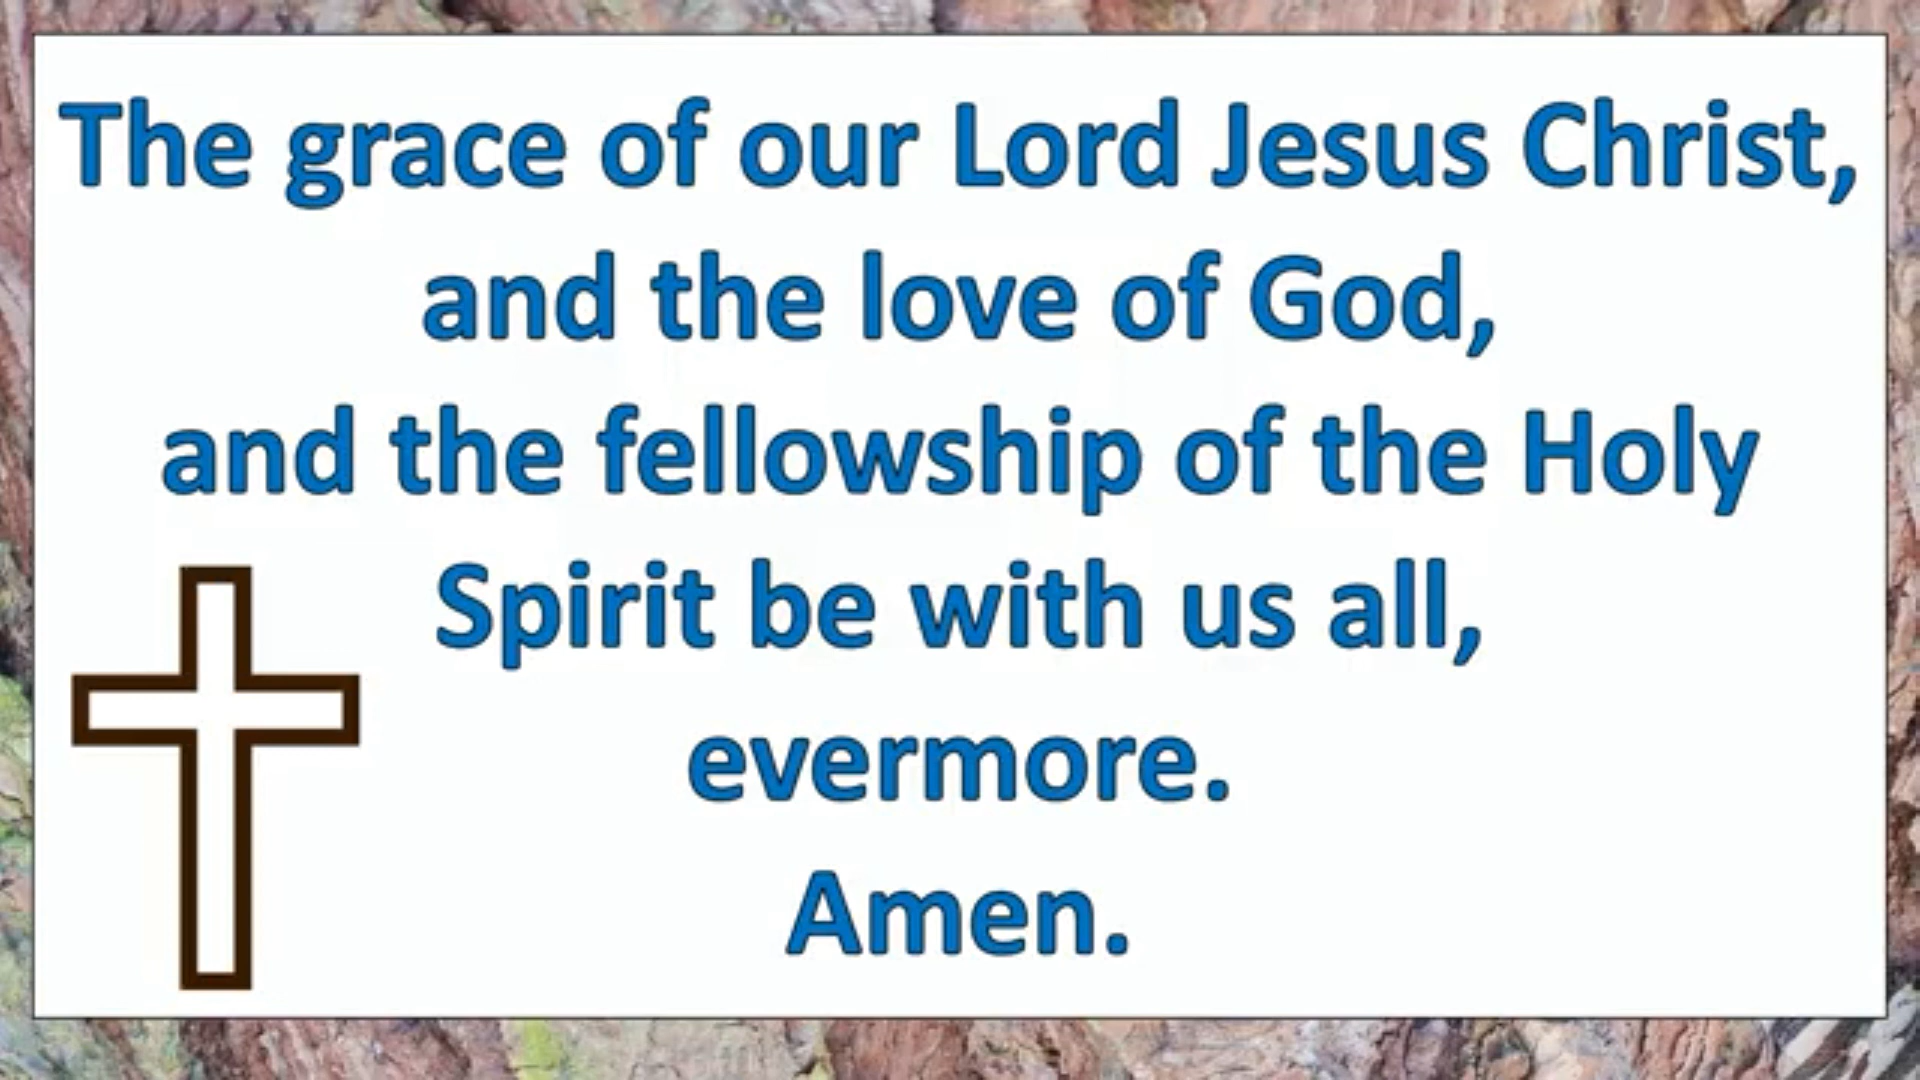 The grace of our Lord Jesus Christ,
and the love of God,
and the fellowship of the Holy
Spirit be with us all,
evermore.
Amen.